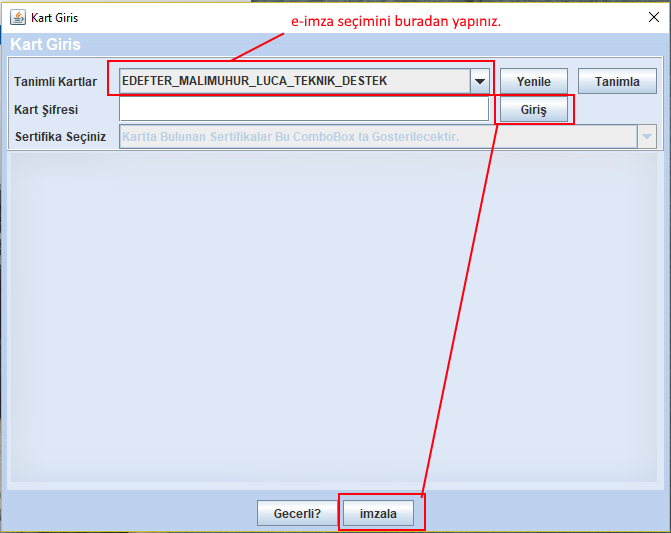 Kart Giris
e-imza seçimini buradan yapınız.
Kart Giris
Tanimli Kartlar EDEFTER_MALIMUHUR_LUCA_TEKNIK_DESTEK Yenile Tanimla
Kart Şifresi Giriş
Sertifika Seçiniz Kartta Bulunan Sertifikalar Bu ComboBox ta Gosterilecektir.
Gecerli? imzala